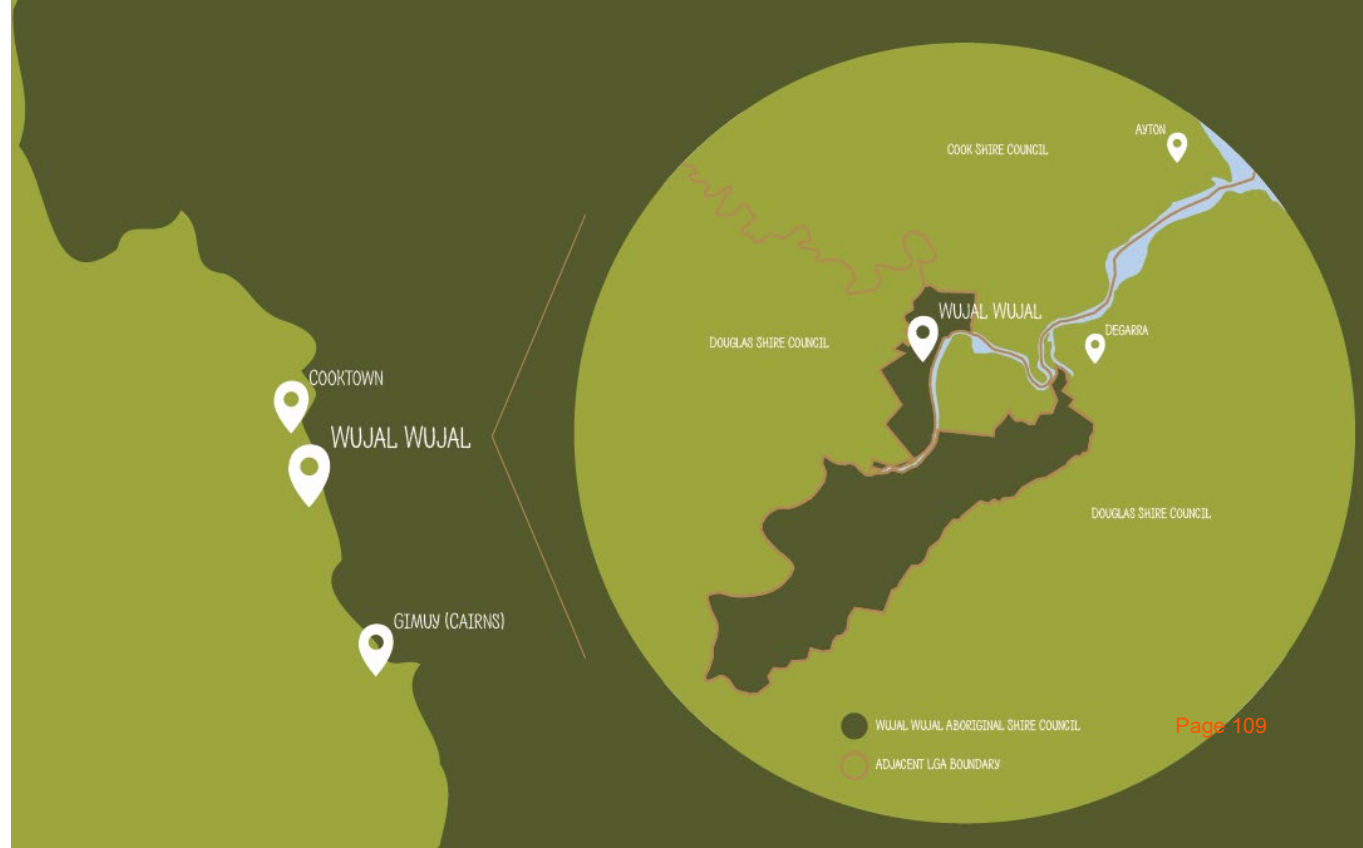 COOKTOWN
WUJAL WUJAL
GIMUY (CAIRNS)
AYTON
COOK SHIRE COUNCIL
WUJAL WUJAL
DEGARRA
DOUGLAS SHIRE COUNCIL
DOUGLAS SHIRE COUNCIL
WUJAL WUJAL ABORIGINAL SHIRE COUNCIL
Page 109
ADJACENT LGA BOUNDARY